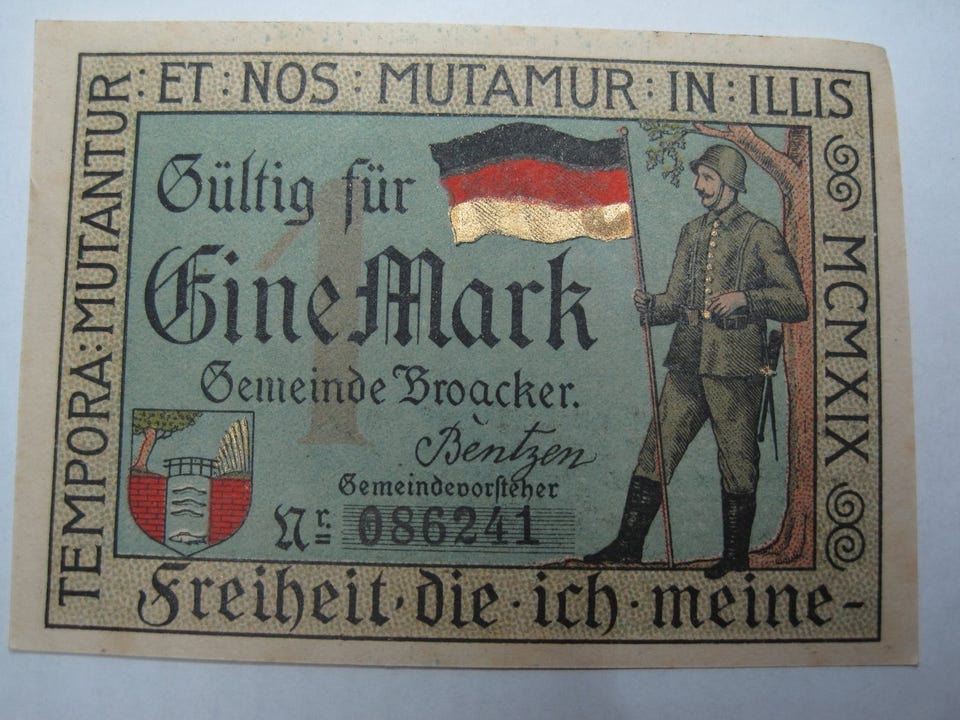 TEMPORA:MUTANTUR:ET:NOS:MUTAMUR:IN:ILLIS
MCMXIX
1
Gültig für
Eine Mark
Gemeinde Broacker.
Bentzen
Gemeindevorsteher
Nr. 086241
Freiheit·die·ich·meine-